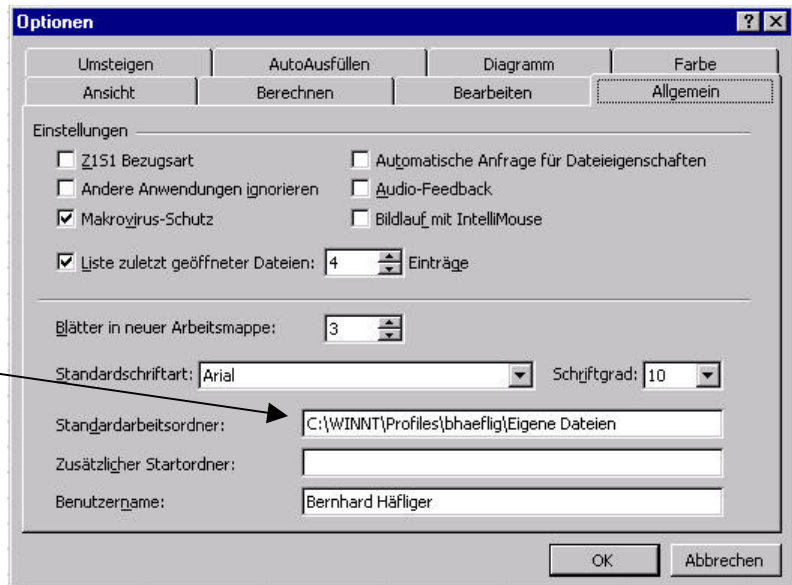 Optionen
Umsteigen AutoAusfüllen Diagramm Farbe
Ansicht Berechnen Bearbeiten Allgemein
Einstellungen
Z1S1 Bezugsart Automatische Anfrage für Dateieigenschaften
Andere Anwendungen ignorieren Audio-Feedback
Makrovirus-Schutz Bildlauf mit IntelliMouse
Liste zuletzt geöffneter Dateien: 4 Einträge
Blätter in neuer Arbeitsmappe: 3
Standardschriftart: Arial Schriftgrad: 10
Standardarbeitsordner: C:\WINNT\Profiles\bhaeflig\Eigene Dateien
Zusätzlicher Startordner:
Benutzername: Bernhard Häfliger
OK Abbrechen